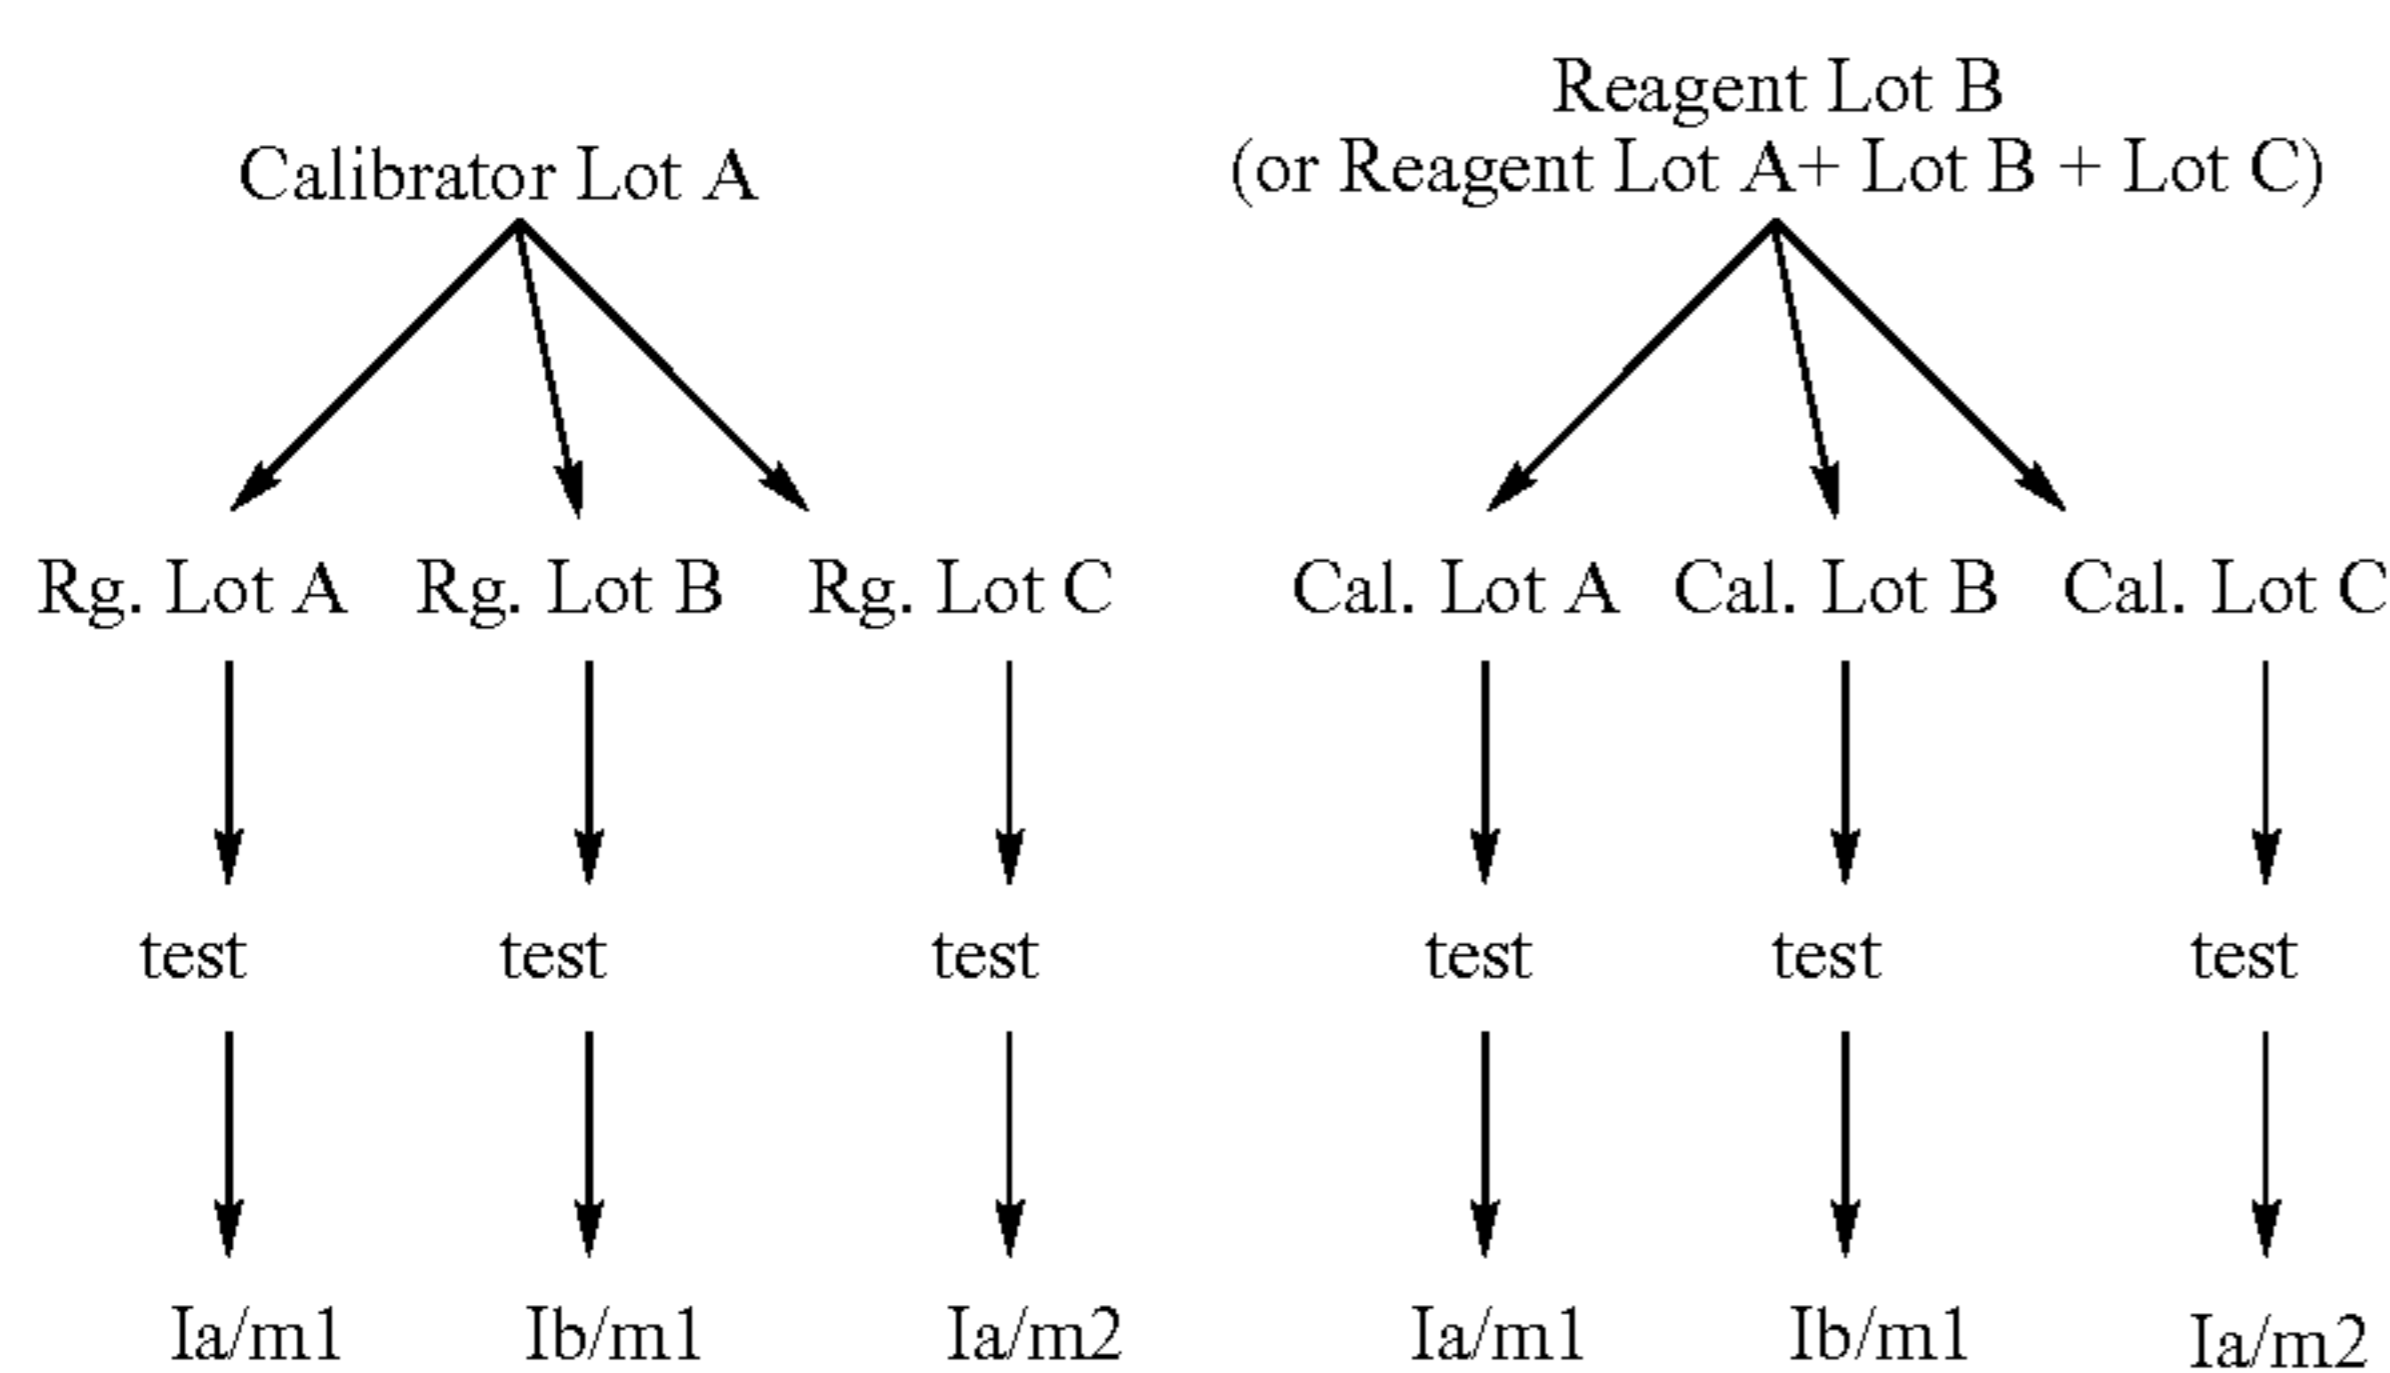 Calibrator Lot A
Reagent Lot B
(or Reagent Lot A+ Lot B + Lot C)
Rg. Lot A Rg. Lot B Rg. Lot C
Cal. Lot A Cal. Lot B Cal. Lot C
test test test
test test test
Ia/m1 Ib/m1 Ia/m2
Ia/m1 Ib/m1 Ia/m2